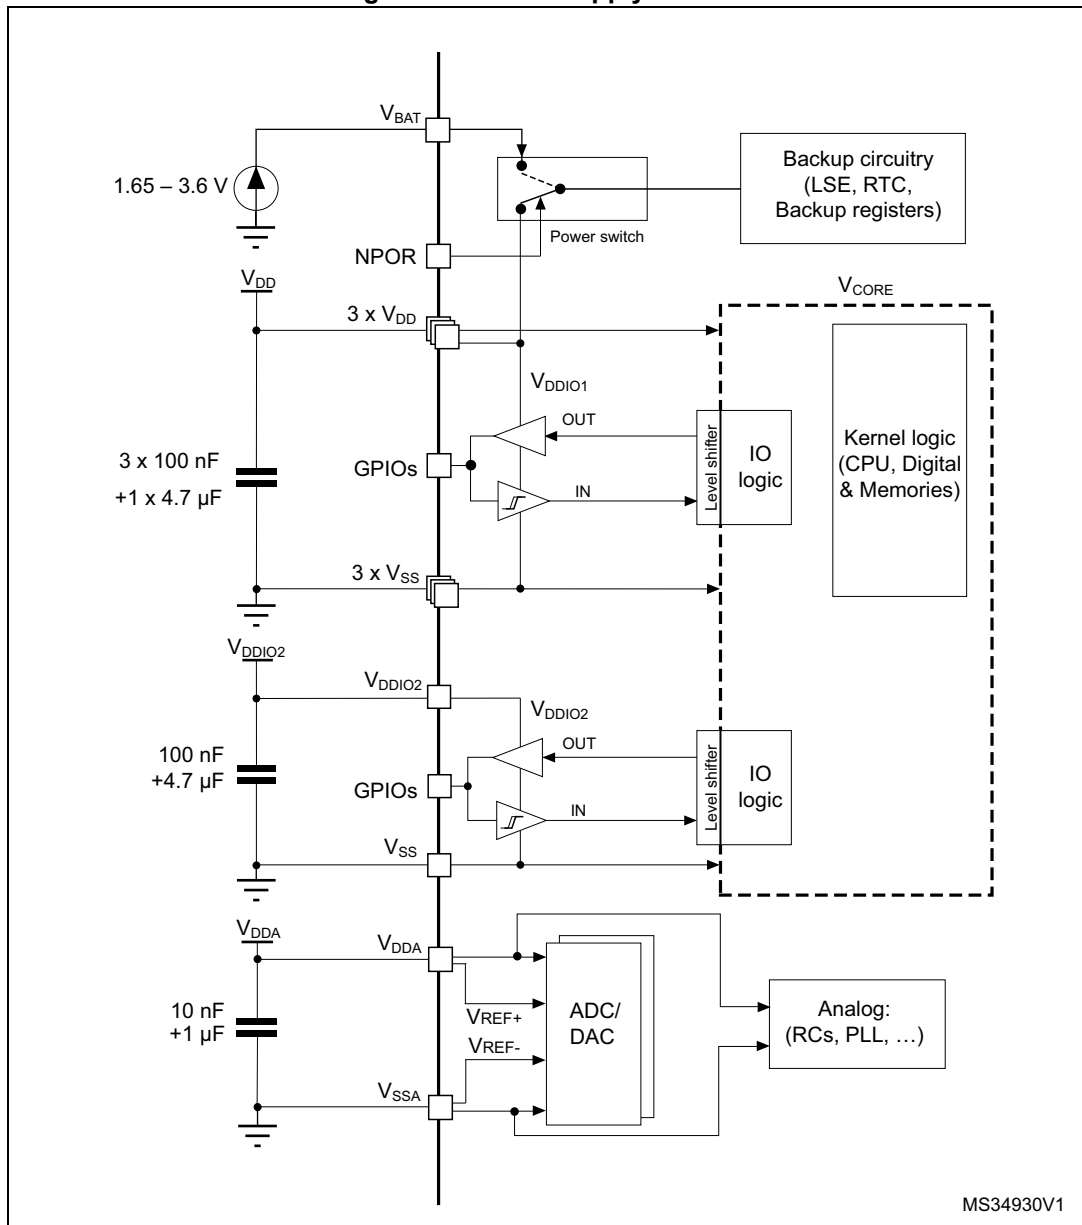 VBAT
1.65 – 3.6 V
Backup circuitry
(LSE, RTC,
Backup registers)
Power switch
NPOR
VDD
VCORE
3 x VDD
VDDIO1
OUT
GPIOs
IN
Level shifter
IO
logic
Kernel logic
(CPU, Digital
& Memories)
3 x 100 nF
+1 x 4.7 µF
3 x VSS
VDDIO2
VDDIO2
VDDIO2
OUT
GPIOs
IN
Level shifter
IO
logic
100 nF
+4.7 µF
VSS
VDDA
VDDA
10 nF
+1 µF
VREF+
VREF-
ADC/
DAC
Analog:
(RCs, PLL, …)
VSSA
MS34930V1